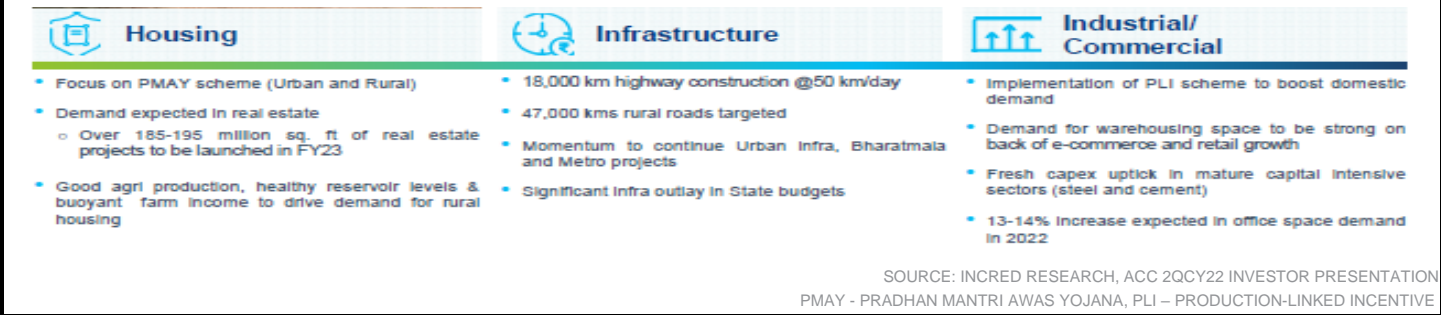 Housing
• Focus on PMAY scheme (Urban and Rural)
• Demand expected in real estate
o Over 185-195 million sq. ft of real estate
projects to be launched in FY23
• Good agri production, healthy reservoir levels &
buoyant farm income to drive demand for rural
housing
Infrastructure
• 18,000 km highway construction @50 km/day
• 47,000 kms rural roads targeted
• Momentum to continue Urban Infra, Bharatmala
and Metro projects
• Significant Infra outlay in State budgets
Industrial/
Commercial
• Implementation of PLI scheme to boost domestic
demand
• Demand for warehousing space to be strong on
back of e-commerce and retail growth
• Fresh capex uptick in mature capital intensive
sectors (steel and cement)
• 13-14% increase expected in office space demand
in 2022
SOURCE: INCRED RESEARCH, ACC 2QCY22 INVESTOR PRESENTATION
PMAY - PRADHAN MANTRI AWAS YOJANA, PLI – PRODUCTION-LINKED INCENTIVE